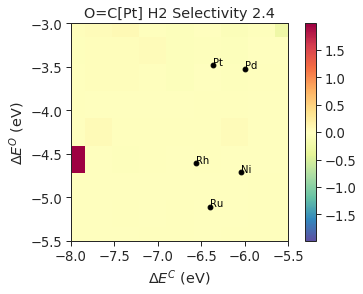 O=C[Pt] H2 Selectivity 2.4
−3.0
−3.5
−4.0
−4.5
−5.0
−5.5
ΔE^O (eV)
Pt
Pd
Rh
Ni
Ru
−8.0 −7.5 −7.0 −6.5 −6.0 −5.5
ΔE^C (eV)
1.5
1.0
0.5
0.0
−0.5
−1.0
−1.5